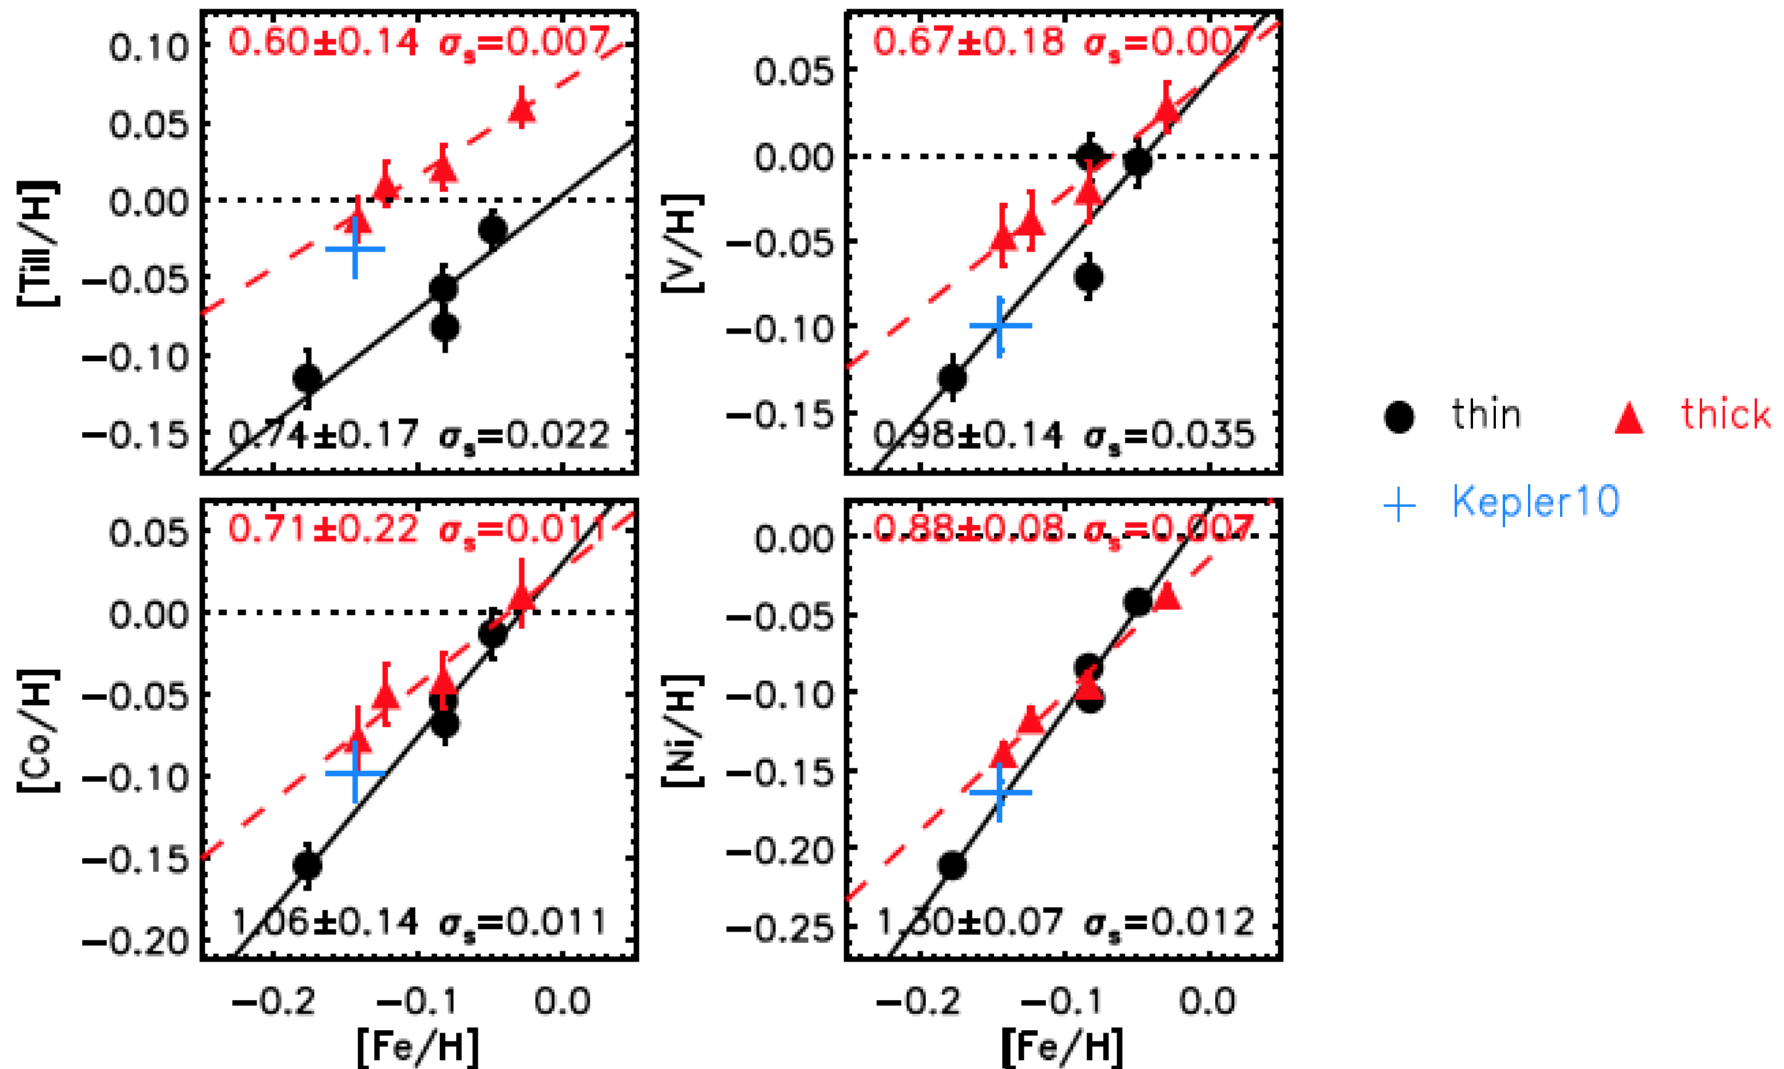 0.60±0.14 σs=0.007
0.10
0.05
0.00
−0.05
−0.10
−0.15
[TiII/H]
0.74±0.17 σs=0.022
0.67±0.18 σs=0.007
0.05
0.00
−0.05
−0.10
−0.15
[V/H]
0.98±0.14 σs=0.035
thin thick
Kepler10
0.71±0.22 σs=0.011
0.05
0.00
−0.05
−0.10
−0.15
−0.20
[Co/H]
1.06±0.14 σs=0.011
−0.2 −0.1 0.0
[Fe/H]
0.88±0.08 σs=0.007
0.00
−0.05
−0.10
−0.15
−0.20
−0.25
[Ni/H]
1.30±0.07 σs=0.012
−0.2 −0.1 0.0
[Fe/H]